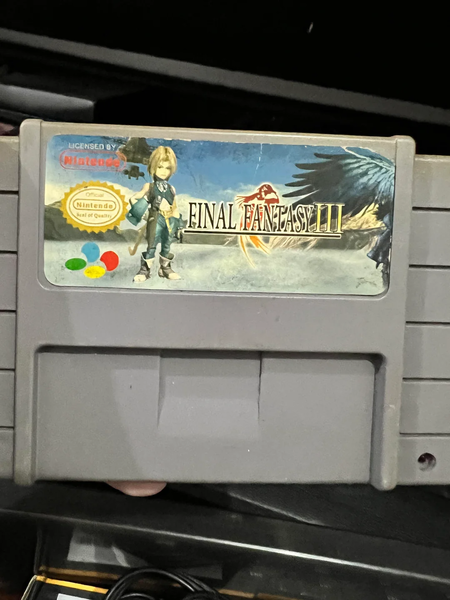 LICENSED BY
Nintendo
Official
Nintendo
Seal of Quality
FINAL FANTASY III